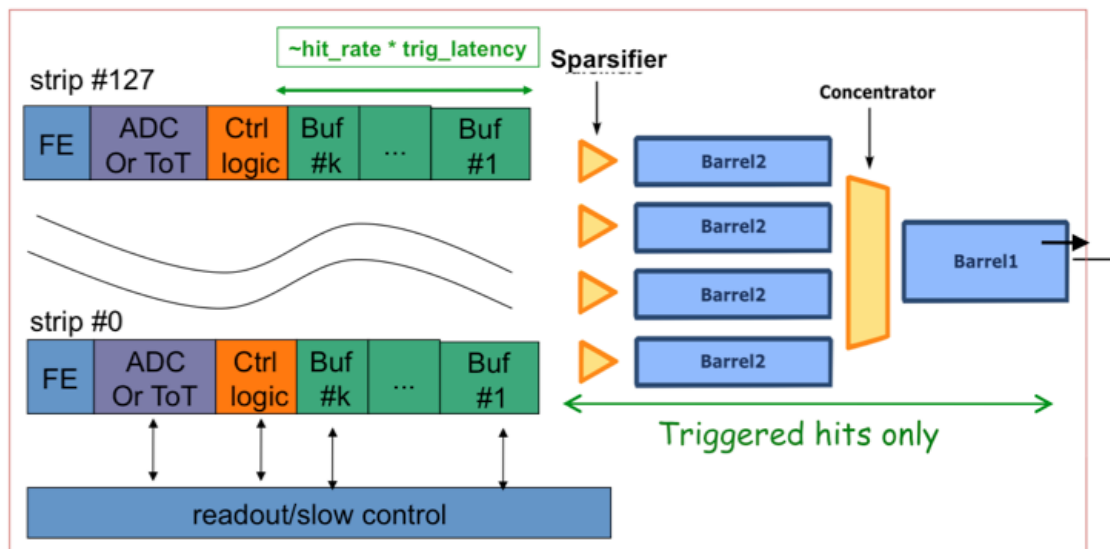 ~hit_rate * trig_latency
strip #127
FE
ADC
Or ToT
Ctrl
logic
Buf
#k
...
Buf
#1
Sparsifier
Concentrator
Barrel2
Barrel2
Barrel2
Barrel2
Barrel1
strip #0
FE
ADC
Or ToT
Ctrl
logic
Buf
#k
...
Buf
#1
Triggered hits only
readout/slow control